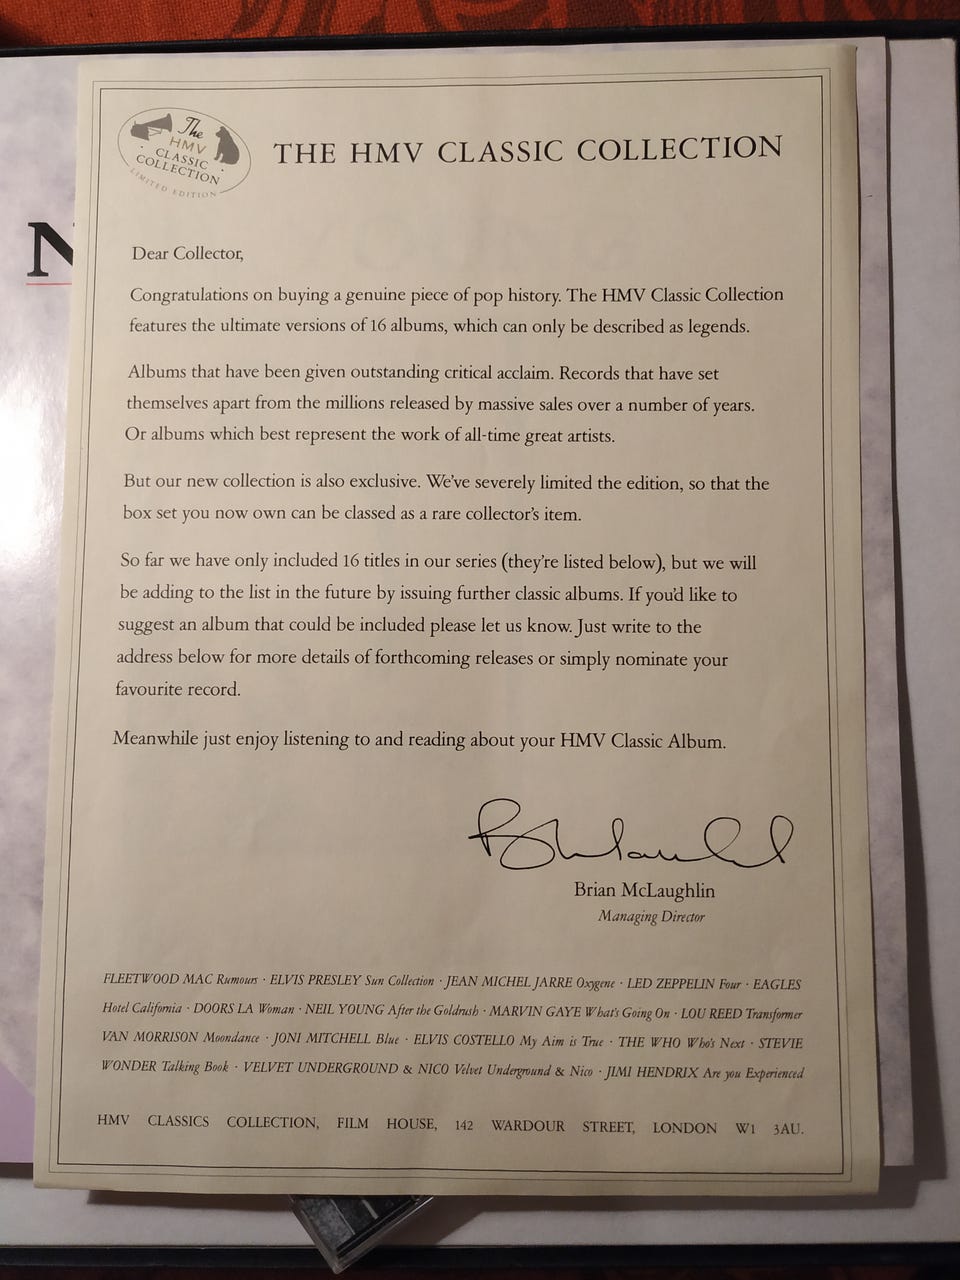 The
HMV
CLASSIC
COLLECTION
LIMITED EDITION
THE HMV CLASSIC COLLECTION
N
Dear Collector,
Congratulations on buying a genuine piece of pop history. The HMV Classic Collection
features the ultimate versions of 16 albums, which can only be described as legends.
Albums that have been given outstanding critical acclaim. Records that have set
themselves apart from the millions released by massive sales over a number of years.
Or albums which best represent the work of all-time great artists.
But our new collection is also exclusive. We've severely limited the edition, so that the
box set you now own can be classed as a rare collector's item.
So far we have only included 16 titles in our series (they're listed below), but we will
be adding to the list in the future by issuing further classic albums. If you'd like to
suggest an album that could be included please let us know. Just write to the
address below for more details of forthcoming releases or simply nominate your
favourite record.
Meanwhile just enjoy listening to and reading about your HMV Classic Album.
Brian McLaughlin
Managing Director
FLEETWOOD MAC Rumours · ELVIS PRESLEY Sun Collection · JEAN MICHEL JARRE Oxygene · LED ZEPPELIN Four · EAGLES
Hotel California · DOORS LA Woman · NEIL YOUNG After the Goldrush · MARVIN GAYE What's Going On · LOU REED Transformer
VAN MORRISON Moondance · JONI MITCHELL Blue · ELVIS COSTELLO My Aim is True · THE WHO Who's Next · STEVIE
WONDER Talking Book · VELVET UNDERGROUND & NICO Velvet Underground & Nico · JIMI HENDRIX Are you Experienced
HMV CLASSICS COLLECTION, FILM HOUSE, 142 WARDOUR STREET, LONDON W1 3AU.